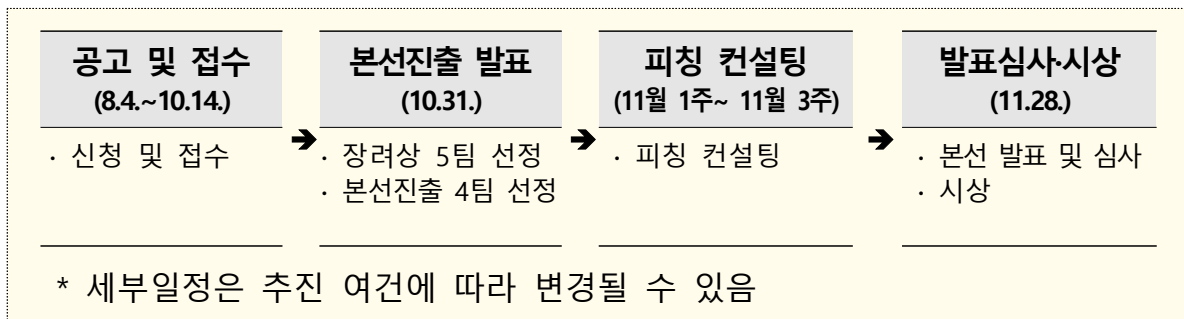 공고 및 접수
(8.4.~10.14.)
· 신청 및 접수
➔
본선진출 발표
(10.31.)
· 장려상 5팀 선정
· 본선진출 4팀 선정
➔
피칭 컨설팅
(11월 1주~ 11월 3주)
· 피칭 컨설팅
➔
발표심사·시상
(11.28.)
· 본선 발표 및 심사
· 시상
* 세부일정은 추진 여건에 따라 변경될 수 있음